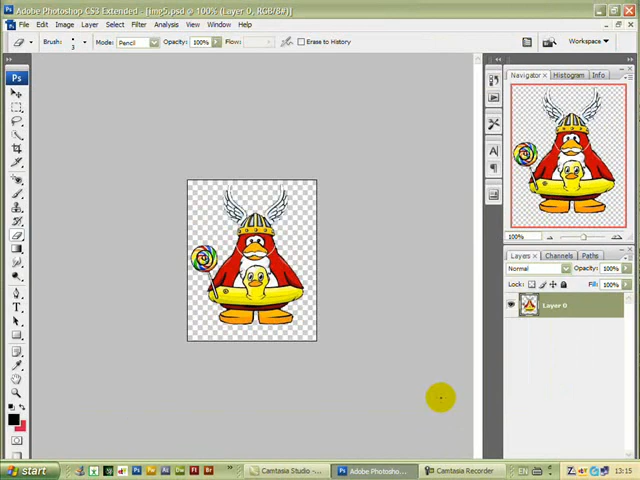 Adobe Photoshop CS3 Extended - [imp5.psd @ 100% (Layer 0, RGB/8#)]
File Edit Image Layer Select Filter Analysis View Window Help
Brush: 3 Mode: Pencil Opacity: 100% Flow: Erase to History Workspace
Ps
Navigator × Histogram Info
100%
Layers × Channels Paths
Normal Opacity: 100%
Lock: Fill: 100%
Layer 0
start Camtasia Studio -... Adobe Photosho... Camtasia Recorder EN 13:15